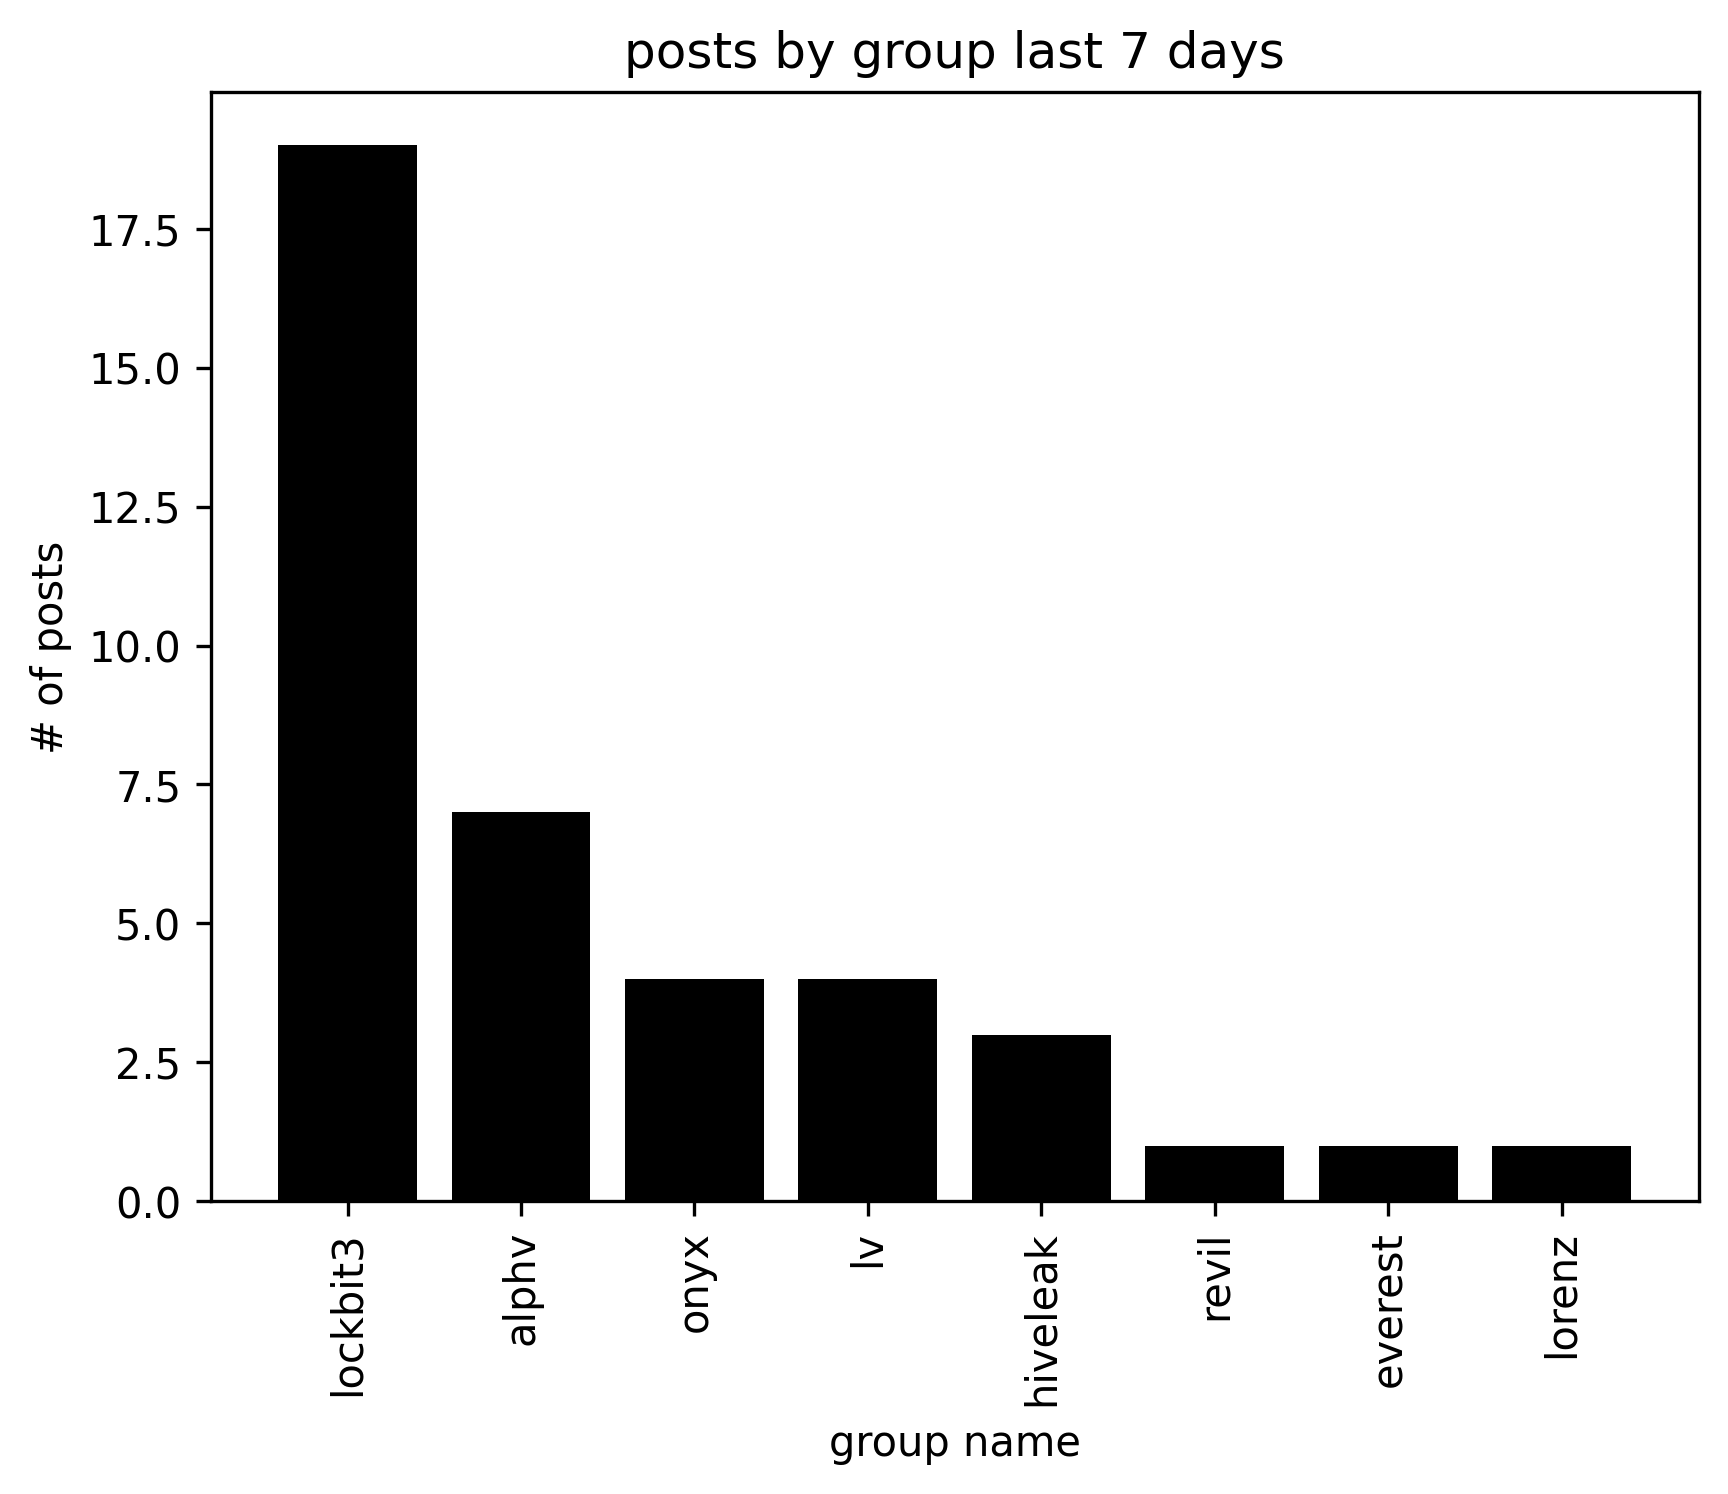 posts by group last 7 days
17.5
15.0
12.5
10.0
7.5
5.0
2.5
0.0
# of posts
lockbit3
alphv
onyx
lv
hiveleak
revil
everest
lorenz
group name